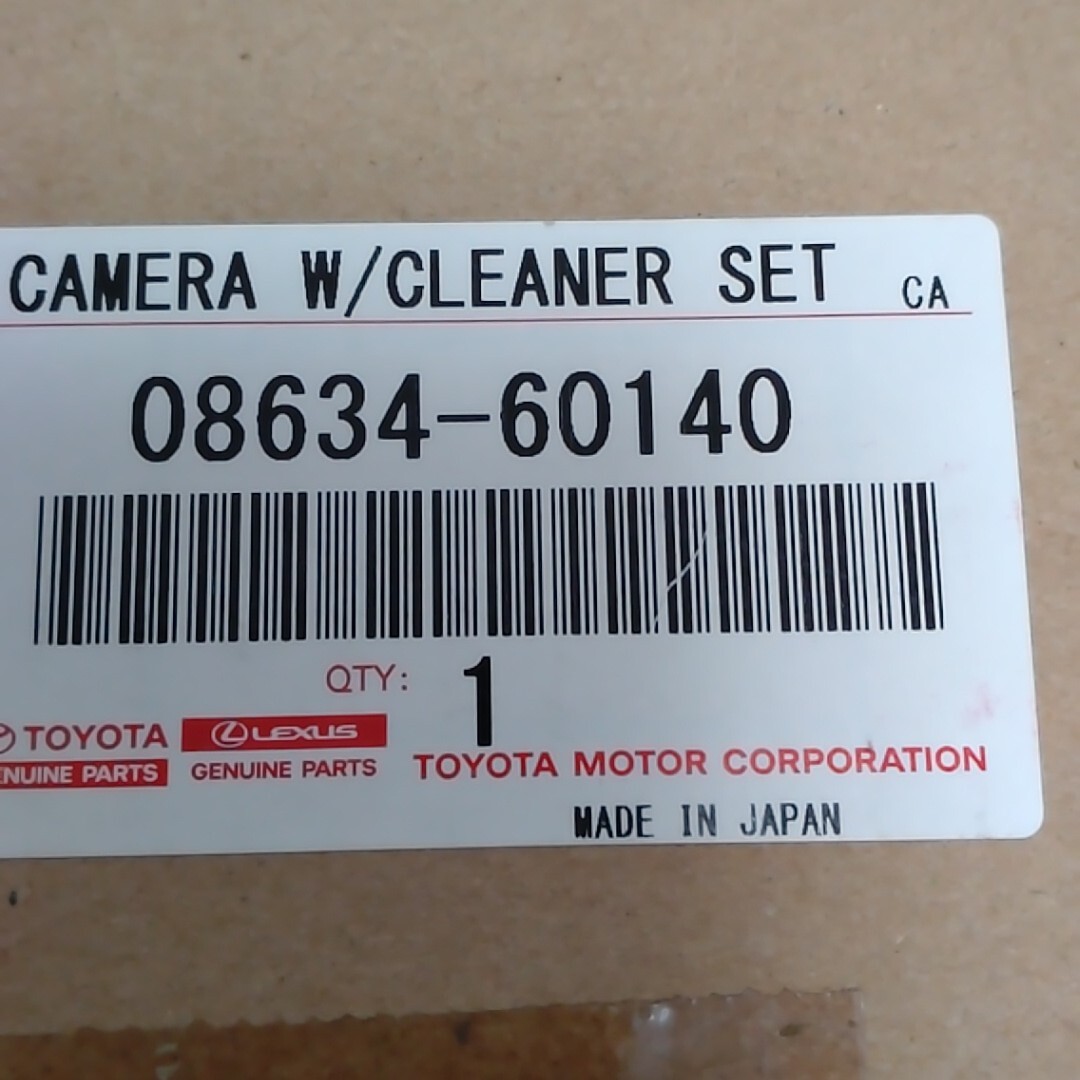 CAMERA W/CLEANER SET CA
08634-60140
QTY: 1
TOYOTA LEXUS
GENUINE PARTS GENUINE PARTS TOYOTA MOTOR CORPORATION
MADE IN JAPAN